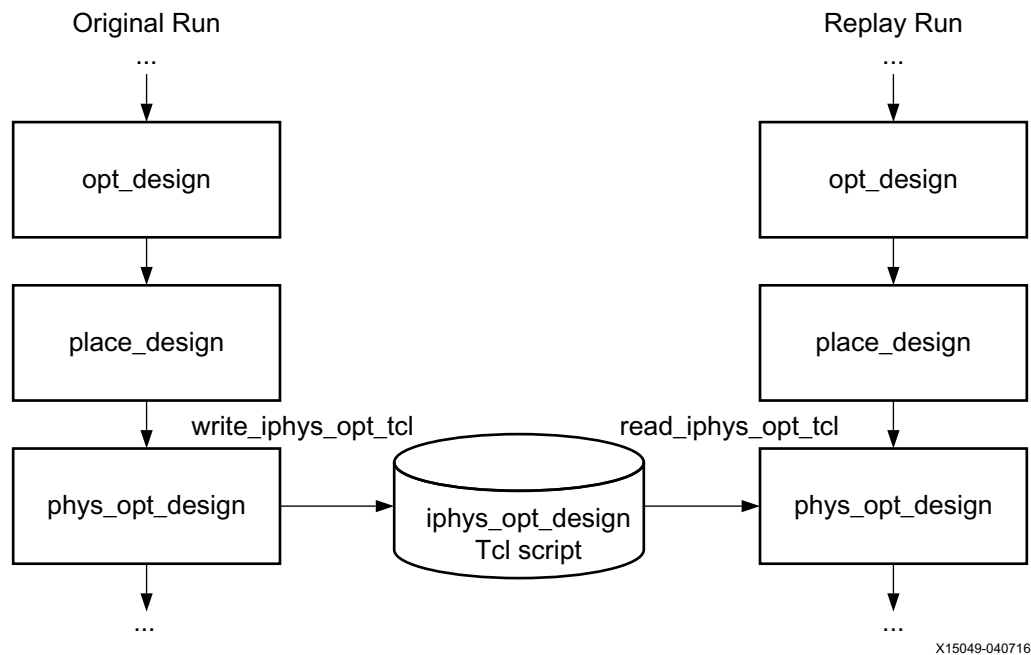 Original Run
Replay Run
...
...
opt_design
opt_design
place_design
place_design
write_iphys_opt_tcl
read_iphys_opt_tcl
phys_opt_design
iphys_opt_design
Tcl script
phys_opt_design
...
...
X15049-040716